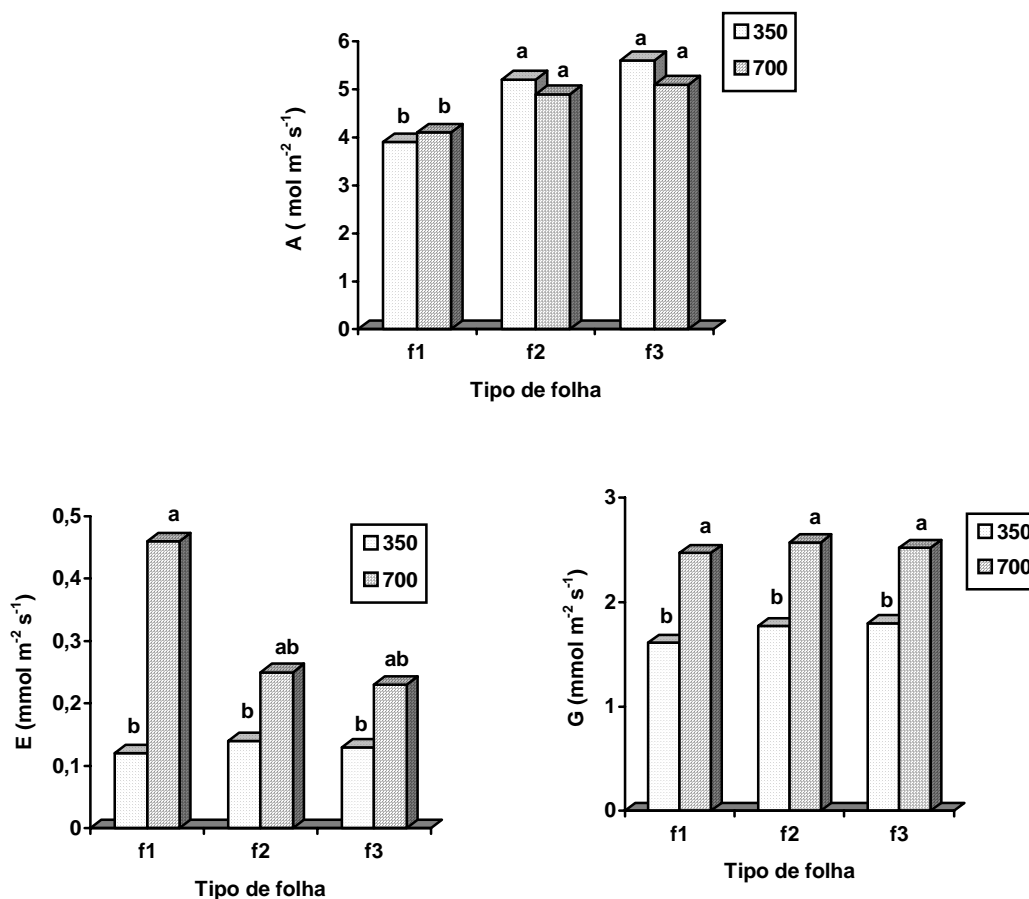 350
700
6
5
4
3
2
1
0
A ( mol m⁻² s⁻¹)
b b a a a a
f1 f2 f3
Tipo de folha
0,5
0,4
0,3
0,2
0,1
0
E (mmol m⁻² s⁻¹)
350
700
b a b ab b ab
f1 f2 f3
Tipo de folha
3
2
1
0
G (mmol m⁻² s⁻¹)
350
700
b a b a b a
f1 f2 f3
Tipo de folha